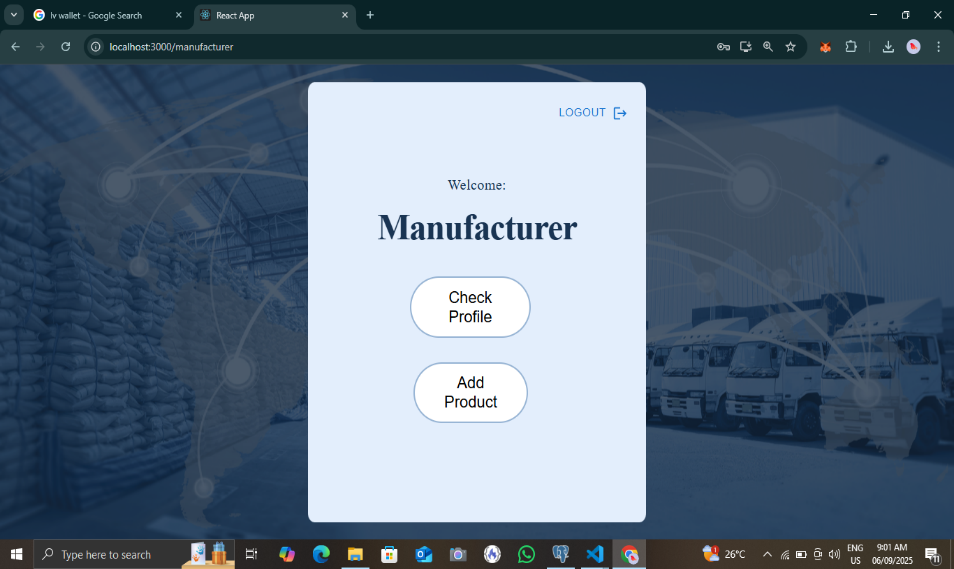 lv wallet - Google Search
React App
localhost:3000/manufacturer
LOGOUT
Welcome:
Manufacturer
Check
Profile
Add
Product
Type here to search
26°C
ENG
US
9:01 AM
06/09/2025
11